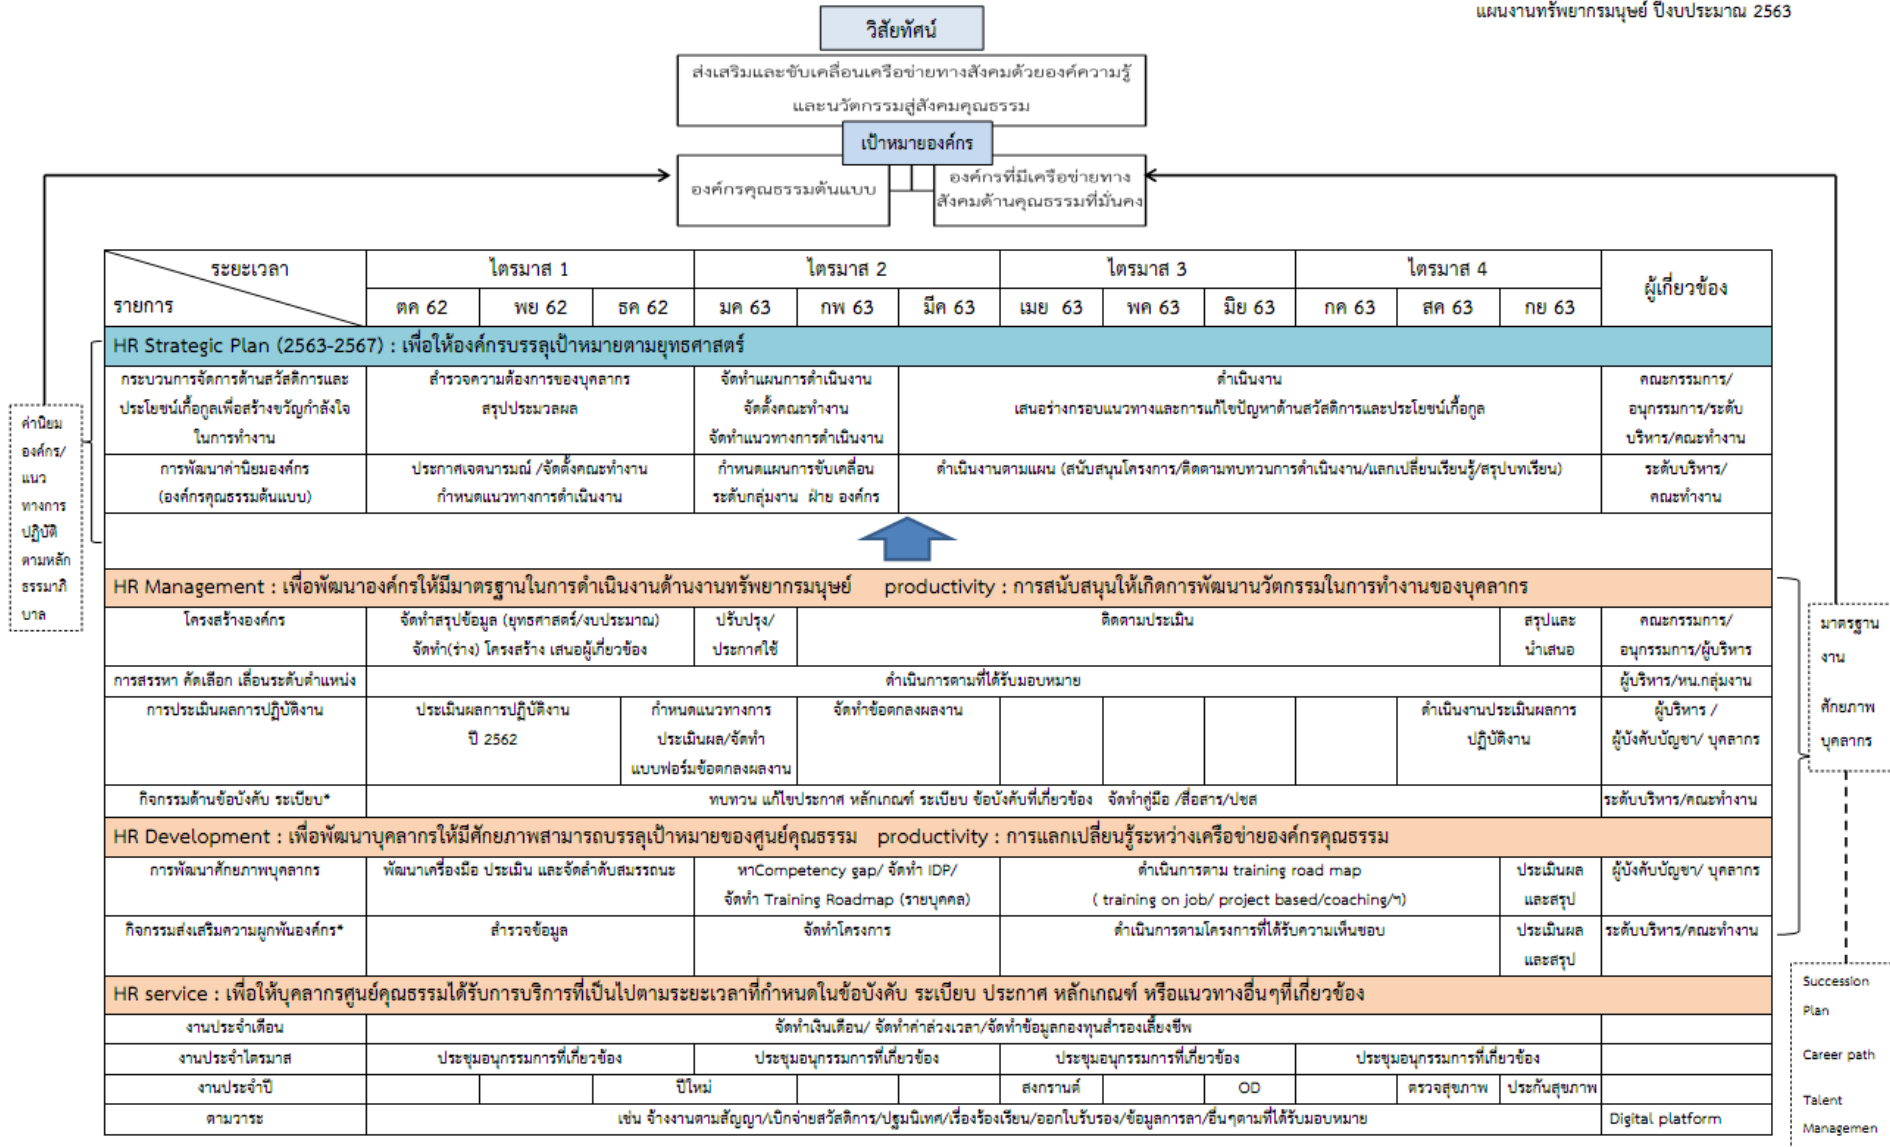 แผนงานทรัพยากรมนุษย์ ปีงบประมาณ 2563
วิสัยทัศน์
ส่งเสริมและขับเคลื่อนเครือข่ายทางสังคมด้วยองค์ความรู้
และนวัตกรรมสู่สังคมคุณธรรม
เป้าหมายองค์กร
องค์กรคุณธรรมต้นแบบ
องค์กรที่มีเครือข่ายทาง
สังคมด้านคุณธรรมที่มั่นคง
ระยะเวลา
รายการ
ไตรมาส 1 ไตรมาส 2 ไตรมาส 3 ไตรมาส 4
ผู้เกี่ยวข้อง
ตค 62 พย 62 ธค 62 มค 63 กพ 63 มีค 63 เมย 63 พค 63 มิย 63 กค 63 สค 63 กย 63
HR Strategic Plan (2563-2567) : เพื่อให้องค์กรบรรลุเป้าหมายตามยุทธศาสตร์
กระบวนการจัดการด้านสวัสดิการและ
ประโยชน์เกื้อกูลเพื่อสร้างขวัญกำลังใจ
ในการทำงาน
สำรวจความต้องการของบุคลากร
สรุปประมวลผล
จัดทำแผนการดำเนินงาน
จัดตั้งคณะทำงาน
จัดทำแนวทางการดำเนินงาน
ดำเนินงาน
เสนอร่างกรอบแนวทางและการแก้ไขปัญหาด้านสวัสดิการและประโยชน์เกื้อกูล
คณะกรรมการ/
อนุกรรมการ/ระดับ
บริหาร/คณะทำงาน
การพัฒนาค่านิยมองค์กร
(องค์กรคุณธรรมต้นแบบ)
ประกาศเจตนารมณ์ /จัดตั้งคณะทำงาน
กำหนดแนวทางการดำเนินงาน
กำหนดแผนการขับเคลื่อน
ระดับกลุ่มงาน ฝ่าย องค์กร
ดำเนินงานตามแผน (สนับสนุนโครงการ/ติดตามทบทวนการดำเนินงาน/แลกเปลี่ยนเรียนรู้/สรุปบทเรียน)
ระดับบริหาร/
คณะทำงาน
HR Management : เพื่อพัฒนาองค์กรให้มีมาตรฐานในการดำเนินงานด้านงานทรัพยากรมนุษย์ productivity : การสนับสนุนให้เกิดการพัฒนานวัตกรรมในการทำงานของบุคลากร
โครงสร้างองค์กร
จัดทำสรุปข้อมูล (ยุทธศาสตร์/งบประมาณ)
จัดทำ(ร่าง) โครงสร้าง เสนอผู้เกี่ยวข้อง
ปรับปรุง/
ประกาศใช้
ติดตามประเมิน
สรุปและ
นำเสนอ
คณะกรรมการ/
อนุกรรมการ/ผู้บริหาร
การสรรหา คัดเลือก เลื่อนระดับตำแหน่ง
ดำเนินการตามที่ได้รับมอบหมาย
ผู้บริหาร/หน.กลุ่มงาน
การประเมินผลการปฏิบัติงาน
ประเมินผลการปฏิบัติงาน
ปี 2562
กำหนดแนวทางการ
ประเมินผล/จัดทำ
แบบฟอร์มข้อตกลงผลงาน
จัดทำข้อตกลงผลงาน
ดำเนินงานประเมินผลการ
ปฏิบัติงาน
ผู้บริหาร /
ผู้บังคับบัญชา/ บุคลากร
กิจกรรมด้านข้อบังคับ ระเบียบ*
ทบทวน แก้ไขประกาศ หลักเกณฑ์ ระเบียบ ข้อบังคับที่เกี่ยวข้อง จัดทำคู่มือ /สื่อสาร/ปชส
ระดับบริหาร/คณะทำงาน
HR Development : เพื่อพัฒนาบุคลากรให้มีศักยภาพสามารถบรรลุเป้าหมายของศูนย์คุณธรรม productivity : การแลกเปลี่ยนรู้ระหว่างเครือข่ายองค์กรคุณธรรม
การพัฒนาศักยภาพบุคลากร
พัฒนาเครื่องมือ ประเมิน และจัดลำดับสมรรถนะ
หาCompetency gap/ จัดทำ IDP/
จัดทำ Training Roadmap (รายบุคคล)
ดำเนินการตาม training road map
( training on job/ project based/coaching/ฯ)
ประเมินผล
และสรุป
ผู้บังคับบัญชา/ บุคลากร
กิจกรรมส่งเสริมความผูกพันองค์กร*
สำรวจข้อมูล
จัดทำโครงการ
ดำเนินการตามโครงการที่ได้รับความเห็นชอบ
ประเมินผล
และสรุป
ระดับบริหาร/คณะทำงาน
HR service : เพื่อให้บุคลากรศูนย์คุณธรรมได้รับการบริการที่เป็นไปตามระยะเวลาที่กำหนดในข้อบังคับ ระเบียบ ประกาศ หลักเกณฑ์ หรือแนวทางอื่นๆที่เกี่ยวข้อง
งานประจำเดือน
จัดทำเงินเดือน/ จัดทำค่าล่วงเวลา/จัดทำข้อมูลกองทุนสำรองเลี้ยงชีพ
งานประจำไตรมาส
ประชุมอนุกรรมการที่เกี่ยวข้อง ประชุมอนุกรรมการที่เกี่ยวข้อง ประชุมอนุกรรมการที่เกี่ยวข้อง ประชุมอนุกรรมการที่เกี่ยวข้อง
งานประจำปี
ปีใหม่ สงกรานต์ OD ตรวจสุขภาพ ประกันสุขภาพ
ตามวาระ
เช่น จ้างงานตามสัญญา/เบิกจ่ายสวัสดิการ/ปฐมนิเทศ/เรื่องร้องเรียน/ออกใบรับรอง/ข้อมูลการลา/อื่นๆตามที่ได้รับมอบหมาย
Digital platform
ค่านิยม
องค์กร/
แนว
ทางการ
ปฏิบัติ
ตามหลัก
ธรรมาภิ
บาล
มาตรฐาน
งาน
ศักยภาพ
บุคลากร
Succession
Plan
Career path
Talent
Managemen